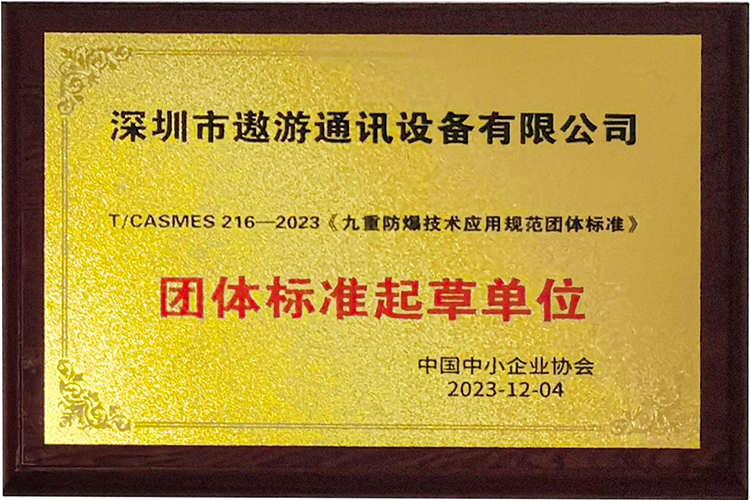 深圳市遨游通讯设备有限公司
T/CASMES 216—2023《九重防爆技术应用规范团体标准》
团体标准起草单位
中国中小企业协会
2023-12-04